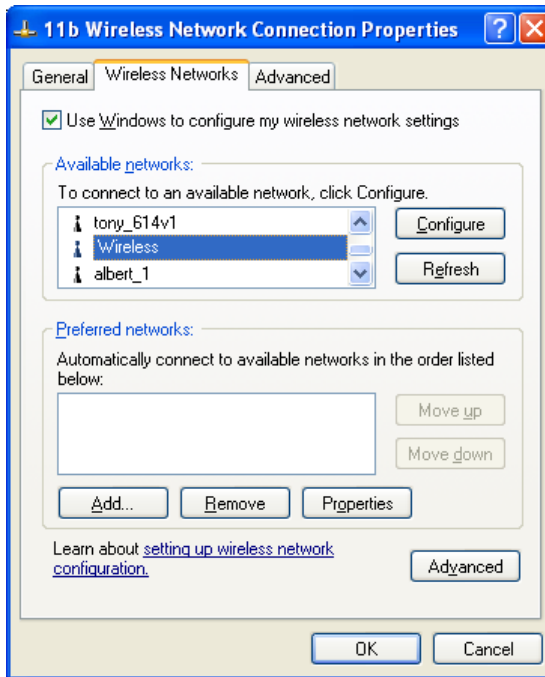 11b Wireless Network Connection Properties
General Wireless Networks Advanced
Use Windows to configure my wireless network settings
Available networks:
To connect to an available network, click Configure.
tony_614v1
Wireless
albert_1
Configure
Refresh
Preferred networks:
Automatically connect to available networks in the order listed
below:
Move up
Move down
Add... Remove Properties
Learn about setting up wireless network
configuration.
Advanced
OK Cancel